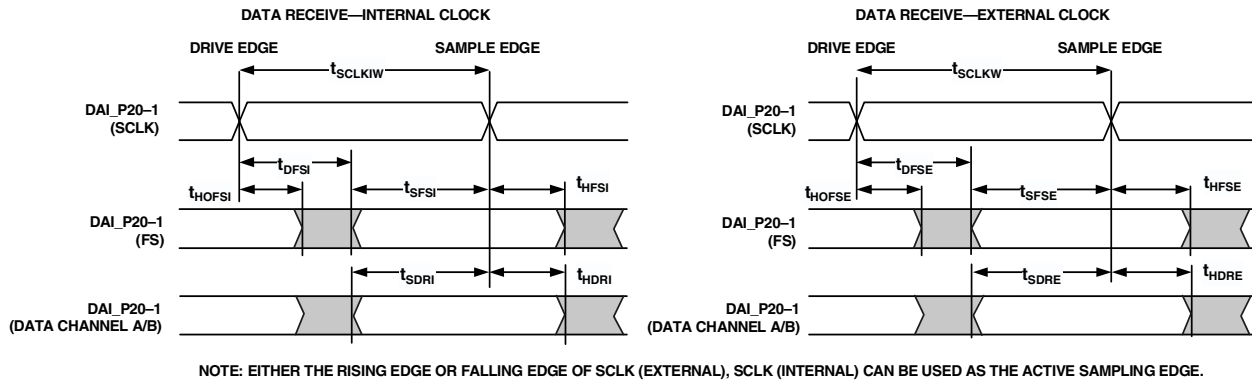 DATA RECEIVE—INTERNAL CLOCK
DRIVE EDGE
SAMPLE EDGE
tSCLKIW
DAI_P20–1
(SCLK)
tDFSI
tHOFSI
tSFSI
tHFSI
DAI_P20–1
(FS)
tSDRI
tHDRI
DAI_P20–1
(DATA CHANNEL A/B)
DATA RECEIVE—EXTERNAL CLOCK
DRIVE EDGE
SAMPLE EDGE
tSCLKW
DAI_P20–1
(SCLK)
tDFSE
tHOFSE
tSFSE
tHFSE
DAI_P20–1
(FS)
tSDRE
tHDRE
DAI_P20–1
(DATA CHANNEL A/B)
NOTE: EITHER THE RISING EDGE OR FALLING EDGE OF SCLK (EXTERNAL), SCLK (INTERNAL) CAN BE USED AS THE ACTIVE SAMPLING EDGE.